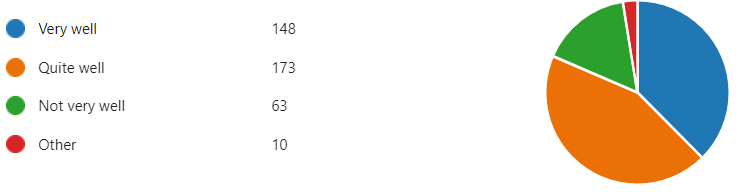 Very well 148
Quite well 173
Not very well 63
Other 10